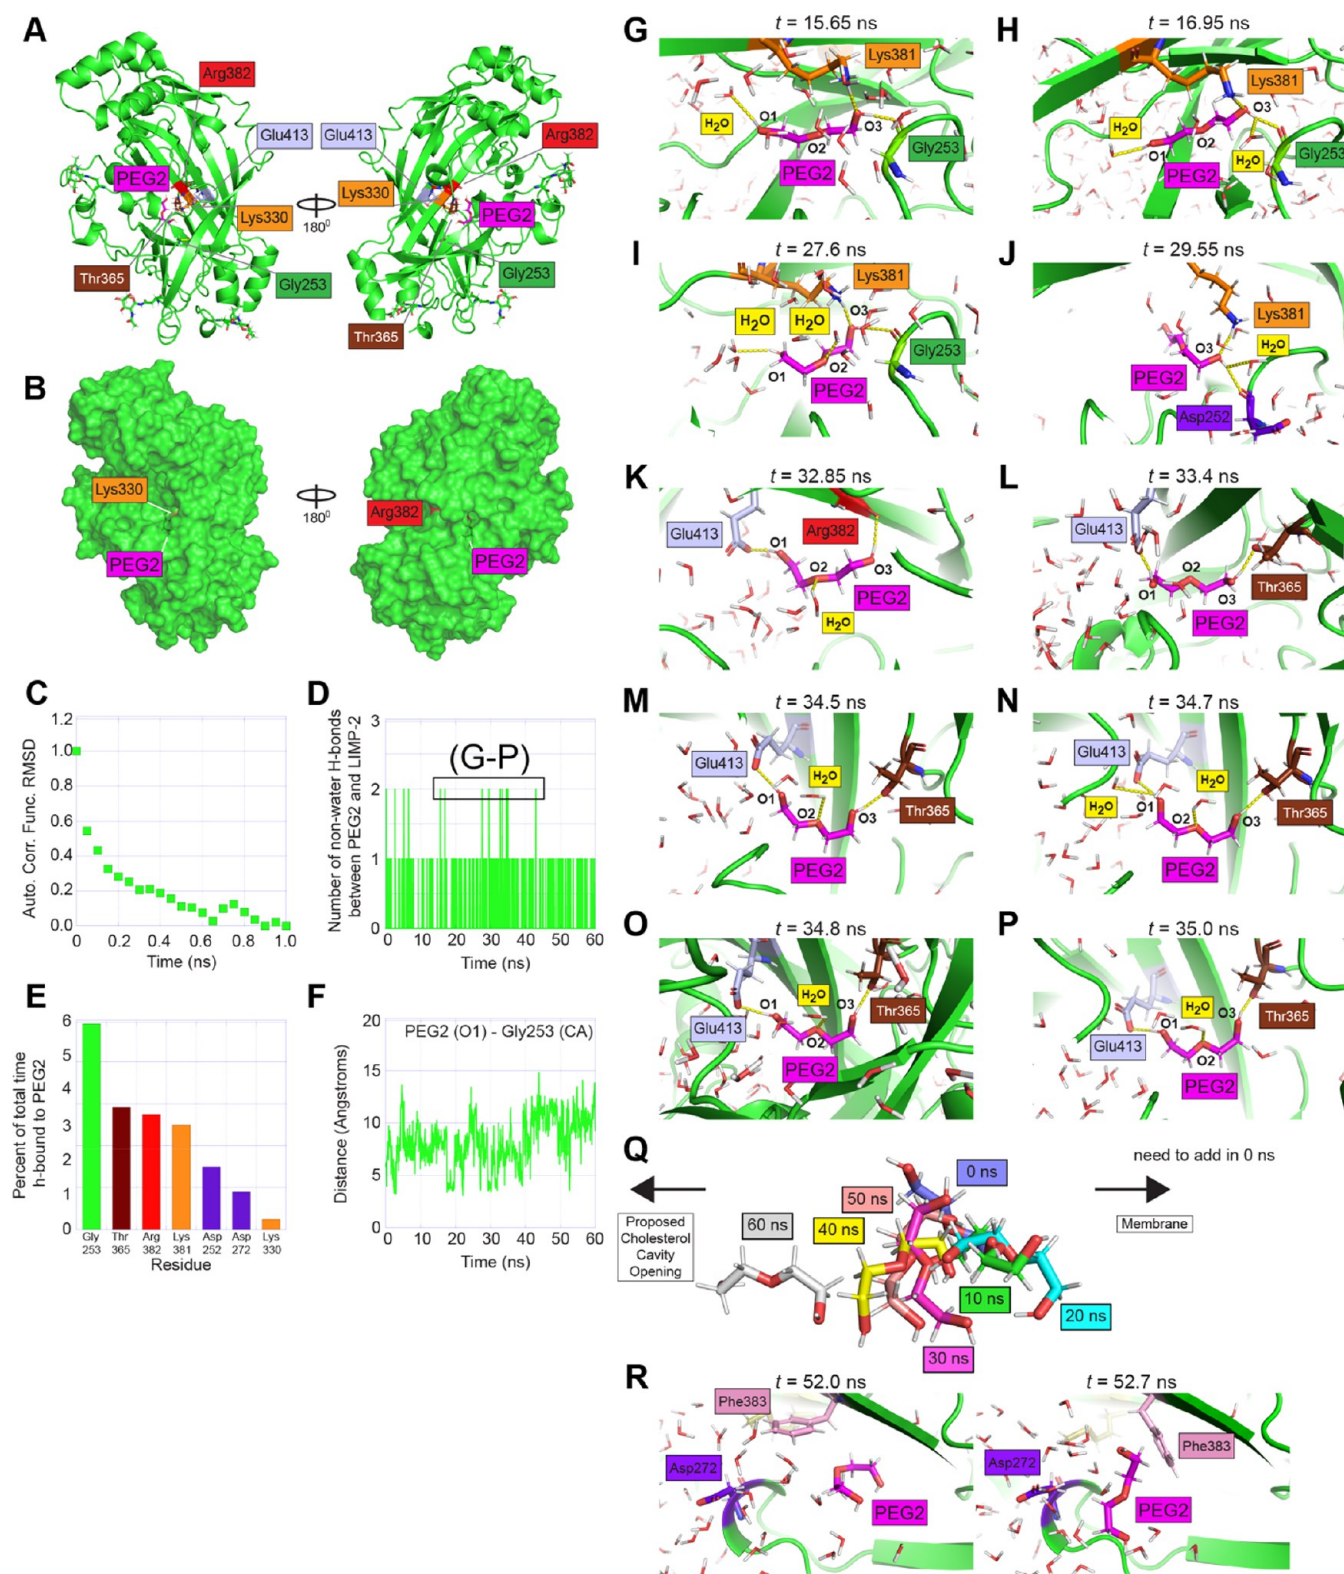 A
Arg382
Glu413
Glu413
Arg382
PEG2
Lys330
Lys330
PEG2
180⁰
Thr365
Gly253
Gly253
Thr365
B
Lys330
PEG2
180⁰
Arg382
PEG2
C
Auto. Corr. Func. RMSD
1.2
1.0
0.8
0.6
0.4
0.2
0.0
0 0.2 0.4 0.6 0.8 1.0
Time (ns)
D
Number of non-water H-bonds
between PEG2 and LIMP-2
3
2
1
0
(G-P)
0 10 20 30 40 50 60
Time (ns)
E
Percent of total time
h-bound to PEG2
6
5
4
3
2
1
0
Gly Thr Arg Lys Asp Asp Lys
253 365 382 381 252 272 330
Residue
F
Distance (Angstroms)
20
15
10
5
0
PEG2 (O1) - Gly253 (CA)
0 10 20 30 40 50 60
Time (ns)
G
t = 15.65 ns
Lys381
O1
H₂O
O3
O2
Gly253
PEG2
H
t = 16.95 ns
Lys381
O3
H₂O
O2
O1
Gly253
H₂O
PEG2
I
t = 27.6 ns
Lys381
H₂O
H₂O
O3
Gly253
O1
O2
PEG2
J
t = 29.55 ns
Lys381
O3
H₂O
PEG2
Asp252
K
t = 32.85 ns
Glu413
Arg382
O1
O2
O3
PEG2
H₂O
L
t = 33.4 ns
Glu413
O2
Thr365
O1
O3
PEG2
M
t = 34.5 ns
Glu413
H₂O
O1
Thr365
O2
O3
PEG2
N
t = 34.7 ns
Glu413
H₂O
H₂O
O1
Thr365
O2
O3
PEG2
O
t = 34.8 ns
O1
H₂O
O3
Thr365
Glu413
O2
PEG2
P
t = 35.0 ns
H₂O
O3
Thr365
O1
Glu413
O2
PEG2
Q
need to add in 0 ns
0 ns
50 ns
Proposed
Cholesterol
Cavity
Opening
60 ns
40 ns
Membrane
10 ns
20 ns
30 ns
R
t = 52.0 ns
Phe383
Asp272
PEG2
t = 52.7 ns
Phe383
Asp272
PEG2